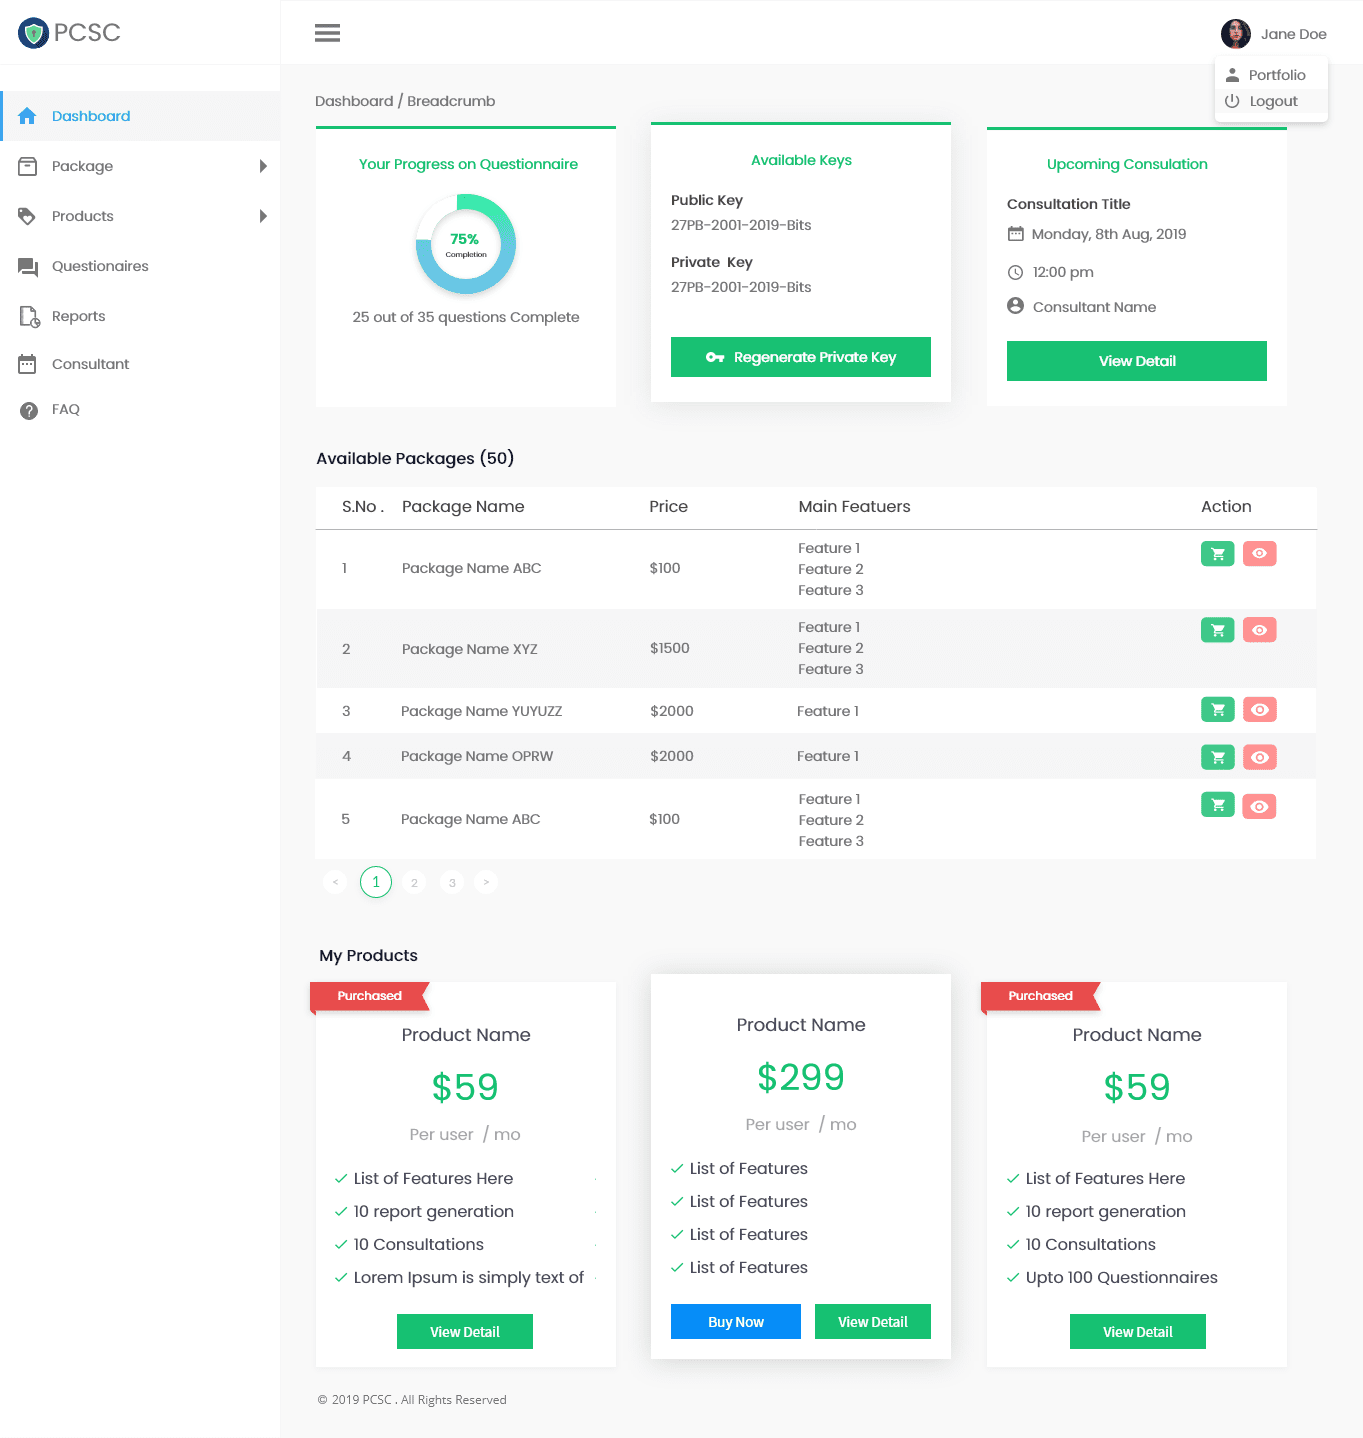 PCSC
Jane Doe
Portfolio
Logout
Dashboard
Package
Products
Questionaires
Reports
Consultant
FAQ
Dashboard / Breadcrumb
Your Progress on Questionnaire
75%
Completion
25 out of 35 questions Complete
Available Keys
Public Key
27PB-2001-2019-Bits
Private Key
27PB-2001-2019-Bits
Regenerate Private Key
Upcoming Consulation
Consultation Title
Monday, 8th Aug, 2019
12:00 pm
Consultant Name
View Detail
Available Packages (50)
S.No . Package Name Price Main Featuers Action
1 Package Name ABC $100 Feature 1
Feature 2
Feature 3
2 Package Name XYZ $1500 Feature 1
Feature 2
Feature 3
3 Package Name YUYUZZ $2000 Feature 1
4 Package Name OPRW $2000 Feature 1
5 Package Name ABC $100 Feature 1
Feature 2
Feature 3
< 1 2 3 >
My Products
Purchased
Product Name
$59
Per user / mo
List of Features Here
10 report generation
10 Consultations
Lorem Ipsum is simply text of
View Detail
Product Name
$299
Per user / mo
List of Features
List of Features
List of Features
List of Features
Buy Now
View Detail
Purchased
Product Name
$59
Per user / mo
List of Features Here
10 report generation
10 Consultations
Upto 100 Questionnaires
View Detail
© 2019 PCSC . All Rights Reserved